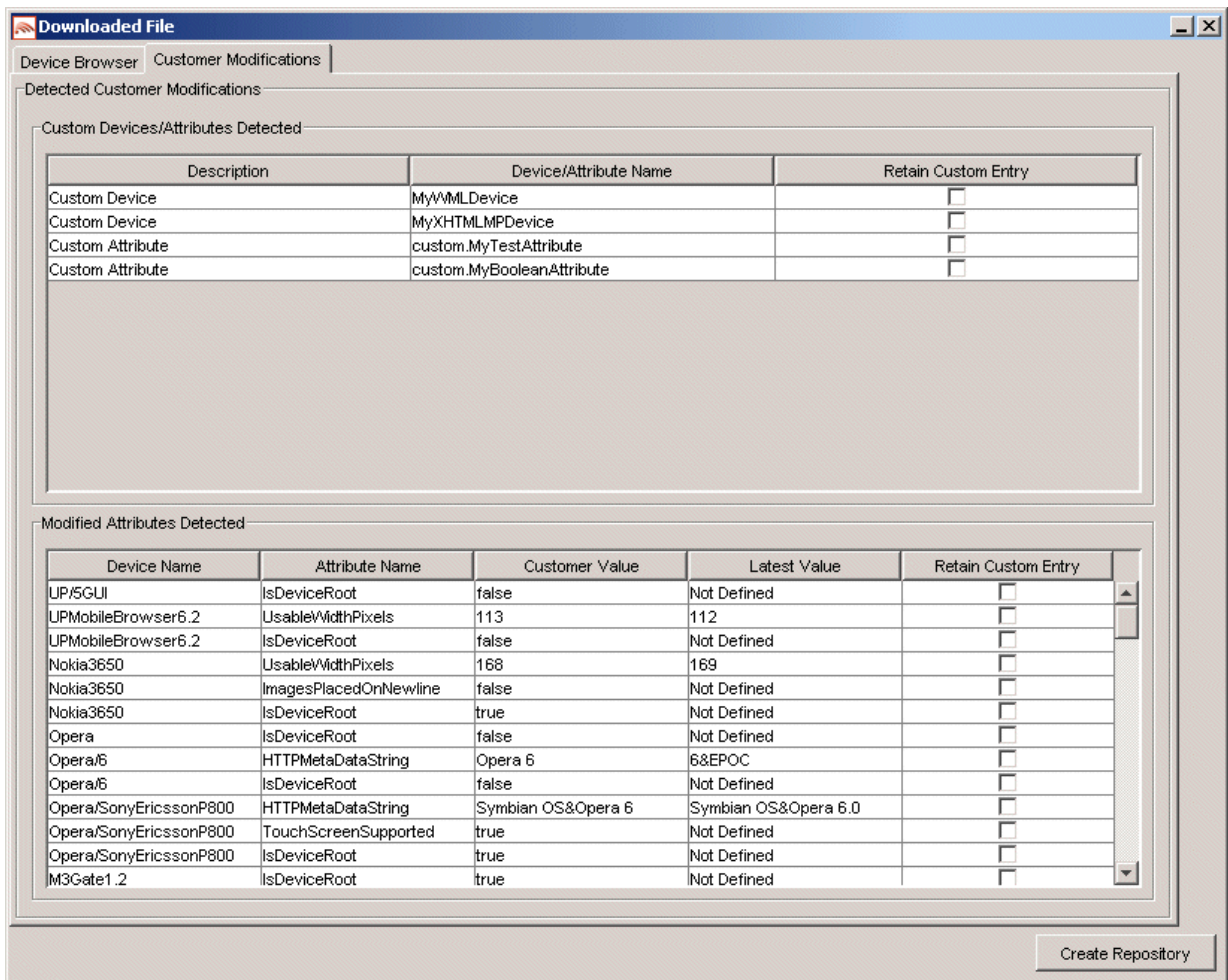 Downloaded File
Device Browser Customer Modifications
Detected Customer Modifications
Custom Devices/Attributes Detected
Description Device/Attribute Name Retain Custom Entry
Custom Device MyWMLDevice
Custom Device MyXHTMLMPDevice
Custom Attribute custom.MyTestAttribute
Custom Attribute custom.MyBooleanAttribute
Modified Attributes Detected
Device Name Attribute Name Customer Value Latest Value Retain Custom Entry
UP/5GUI IsDeviceRoot false Not Defined
UPMobileBrowser6.2 UsableWidthPixels 113 112
UPMobileBrowser6.2 IsDeviceRoot false Not Defined
Nokia3650 UsableWidthPixels 168 169
Nokia3650 ImagesPlacedOnNewline false Not Defined
Nokia3650 IsDeviceRoot true Not Defined
Opera IsDeviceRoot false Not Defined
Opera/6 HTTPMetaDataString Opera 6 6&EPOC
Opera/6 IsDeviceRoot false Not Defined
Opera/SonyEricssonP800 HTTPMetaDataString Symbian OS&Opera 6 Symbian OS&Opera 6.0
Opera/SonyEricssonP800 TouchScreenSupported true Not Defined
Opera/SonyEricssonP800 IsDeviceRoot true Not Defined
M3Gate1.2 IsDeviceRoot true Not Defined
Create Repository